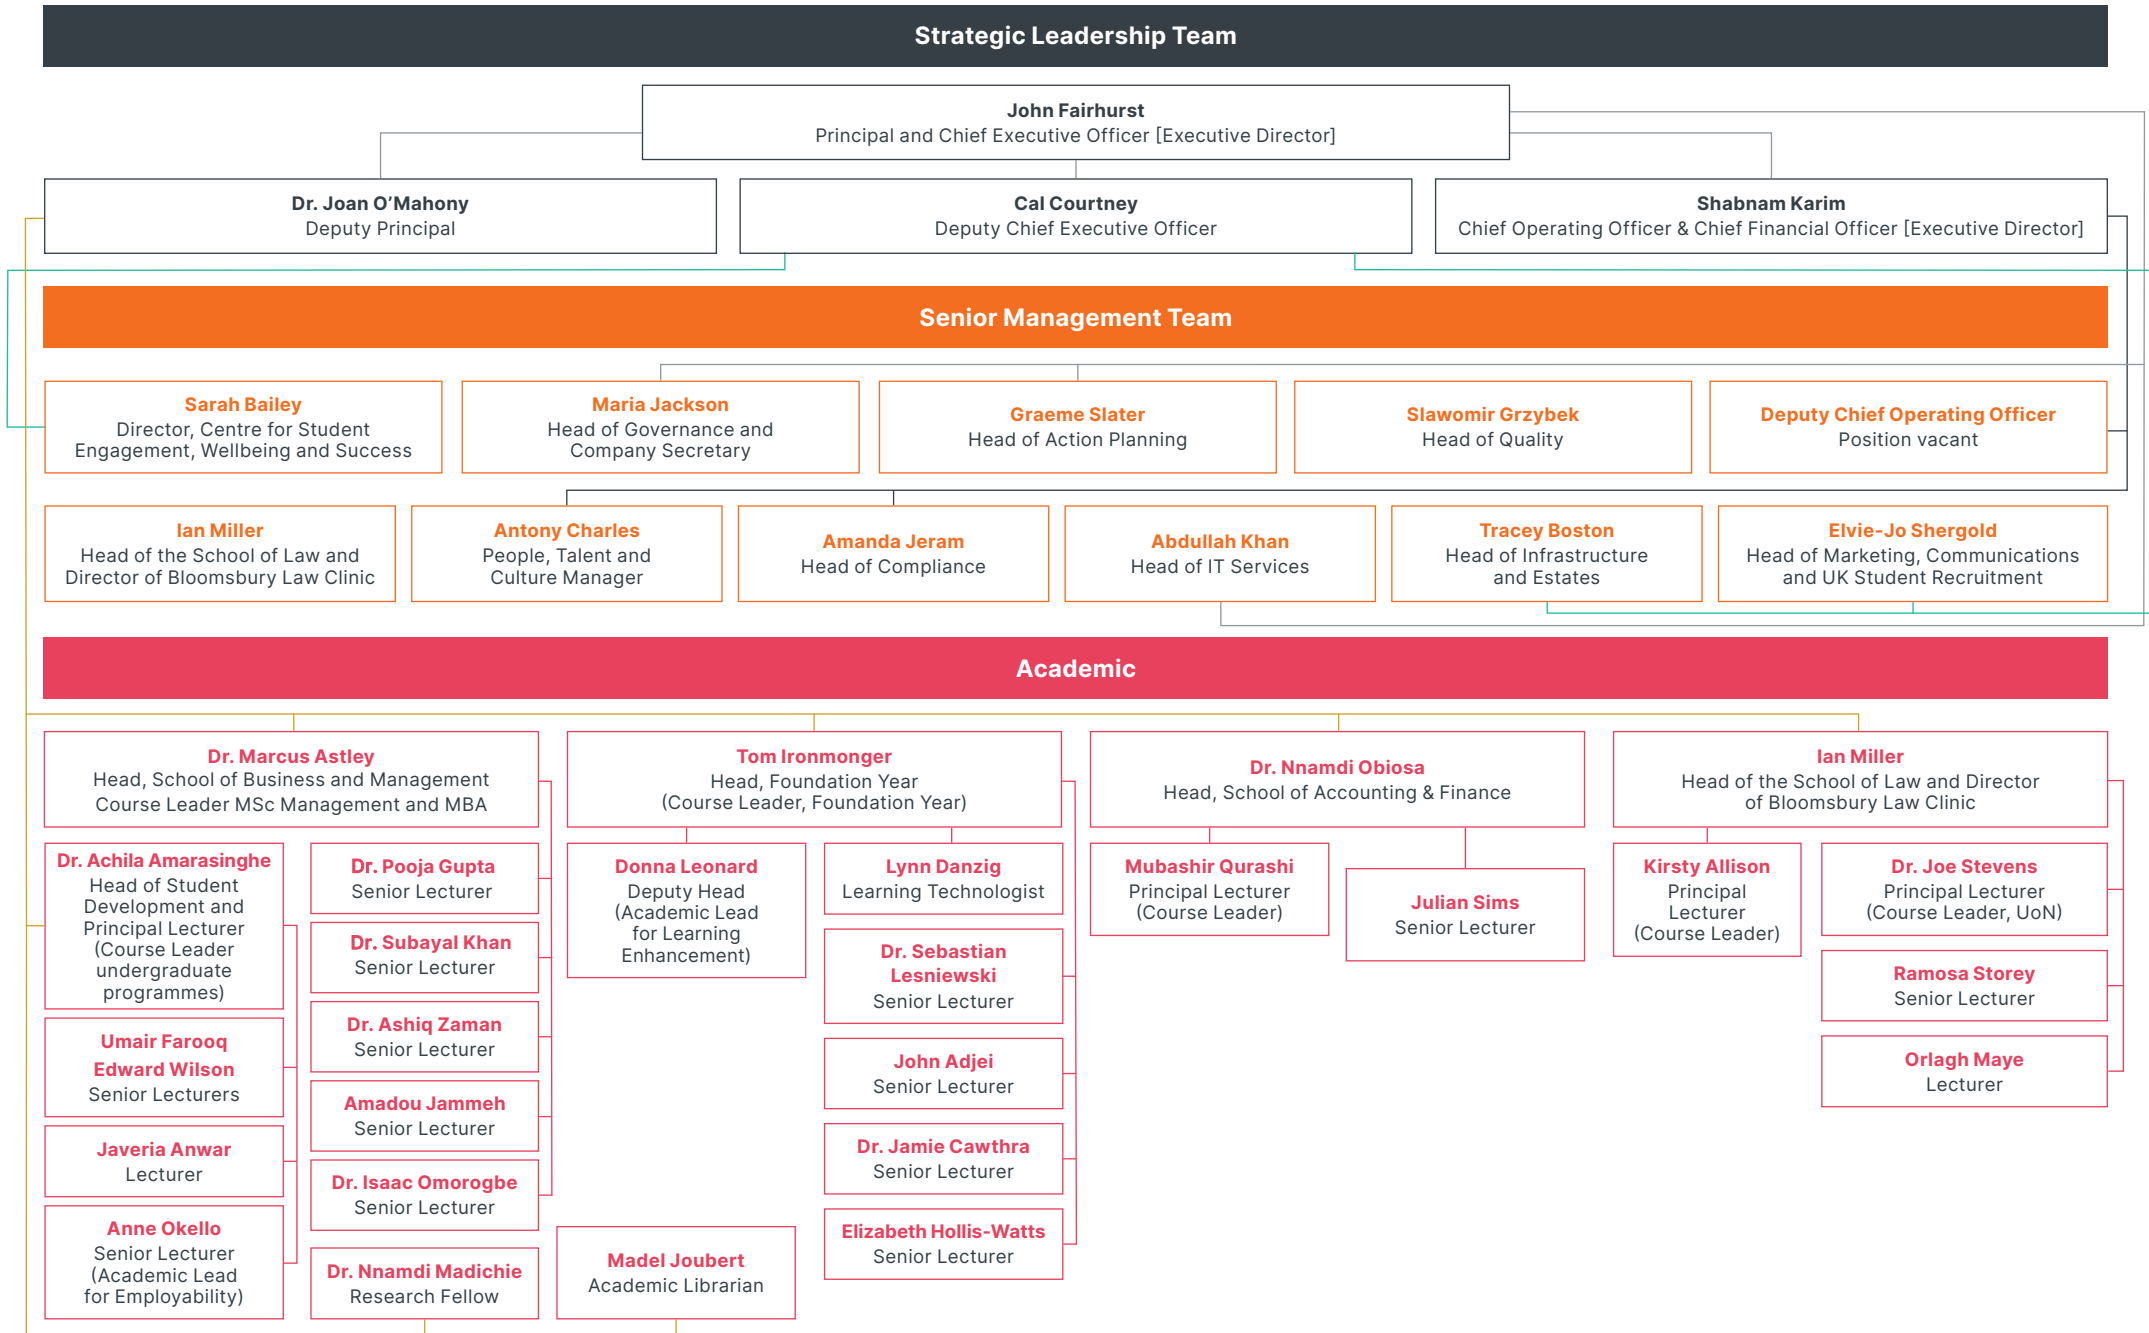 Strategic Leadership Team
John Fairhurst
Principal and Chief Executive Officer [Executive Director]
Dr. Joan O’Mahony
Deputy Principal
Cal Courtney
Deputy Chief Executive Officer
Shabnam Karim
Chief Operating Officer & Chief Financial Officer [Executive Director]
Senior Management Team
Sarah Bailey
Director, Centre for Student
Engagement, Wellbeing and Success
Maria Jackson
Head of Governance and
Company Secretary
Graeme Slater
Head of Action Planning
Slawomir Grzybek
Head of Quality
Deputy Chief Operating Officer
Position vacant
Ian Miller
Head of the School of Law and
Director of Bloomsbury Law Clinic
Antony Charles
People, Talent and
Culture Manager
Amanda Jeram
Head of Compliance
Abdullah Khan
Head of IT Services
Tracey Boston
Head of Infrastructure
and Estates
Elvie-Jo Shergold
Head of Marketing, Communications
and UK Student Recruitment
Academic
Dr. Marcus Astley
Head, School of Business and Management
Course Leader MSc Management and MBA
Tom Ironmonger
Head, Foundation Year
(Course Leader, Foundation Year)
Dr. Nnamdi Obiosa
Head, School of Accounting & Finance
Ian Miller
Head of the School of Law and Director
of Bloomsbury Law Clinic
Dr. Achila Amarasinghe
Head of Student
Development and
Principal Lecturer
(Course Leader
undergraduate
programmes)
Umair Farooq
Edward Wilson
Senior Lecturers
Javeria Anwar
Lecturer
Anne Okello
Senior Lecturer
(Academic Lead
for Employability)
Dr. Pooja Gupta
Senior Lecturer
Dr. Subayal Khan
Senior Lecturer
Dr. Ashiq Zaman
Senior Lecturer
Amadou Jammeh
Senior Lecturer
Dr. Isaac Omorogbe
Senior Lecturer
Dr. Nnamdi Madichie
Research Fellow
Donna Leonard
Deputy Head
(Academic Lead
for Learning
Enhancement)
Madel Joubert
Academic Librarian
Lynn Danzig
Learning Technologist
Dr. Sebastian
Lesniewski
Senior Lecturer
John Adjei
Senior Lecturer
Dr. Jamie Cawthra
Senior Lecturer
Elizabeth Hollis-Watts
Senior Lecturer
Mubashir Qurashi
Principal Lecturer
(Course Leader)
Julian Sims
Senior Lecturer
Kirsty Allison
Principal
Lecturer
(Course Leader)
Dr. Joe Stevens
Principal Lecturer
(Course Leader, UoN)
Ramosa Storey
Senior Lecturer
Orlagh Maye
Lecturer